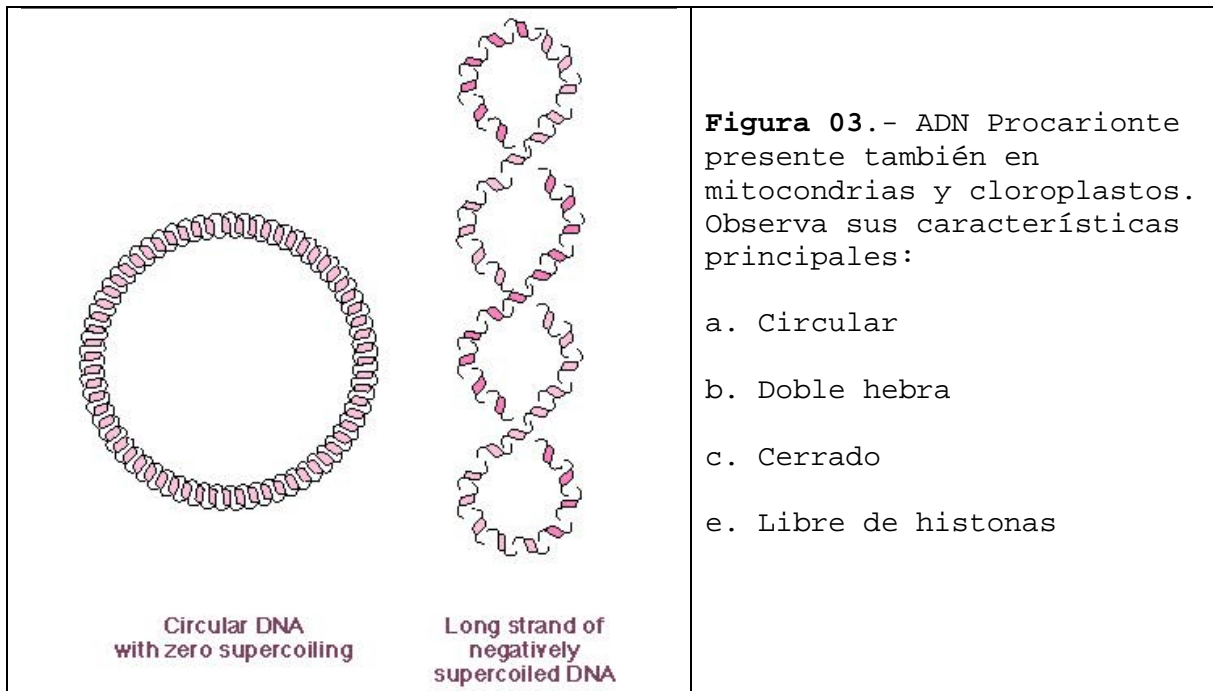 Circular DNA
with zero supercoiling
Long strand of
negatively
supercoiled DNA
Figura 03.- ADN Procarionte
presente también en
mitocondrias y cloroplastos.
Observa sus características
principales:
a. Circular
b. Doble hebra
c. Cerrado
e. Libre de histonas